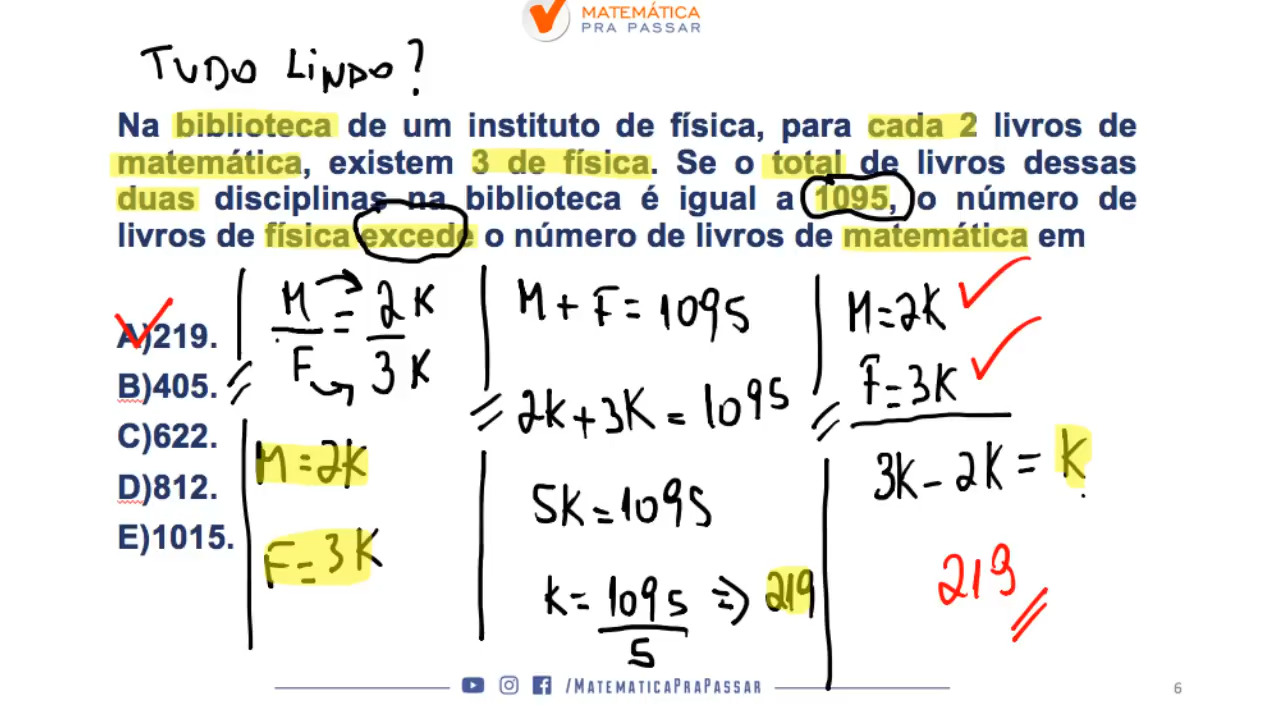 MATEMÁTICA
PRA PASSAR
TUDO LINDO?
Na biblioteca de um instituto de física, para cada 2 livros de
matemática, existem 3 de física. Se o total de livros dessas
duas disciplinas na biblioteca é igual a 1095, o número de
livros de física excede o número de livros de matemática em
A)219.
B)405.
C)622.
D)812.
E)1015.
M/F = 2K/3K
M = 2K
F = 3K
M + F = 1095
2K + 3K = 1095
5K = 1095
K = 1095/5 => 219
M = 2K
F = 3K
3K - 2K = K
219
/MATEMATICAPRAPASSAR
6